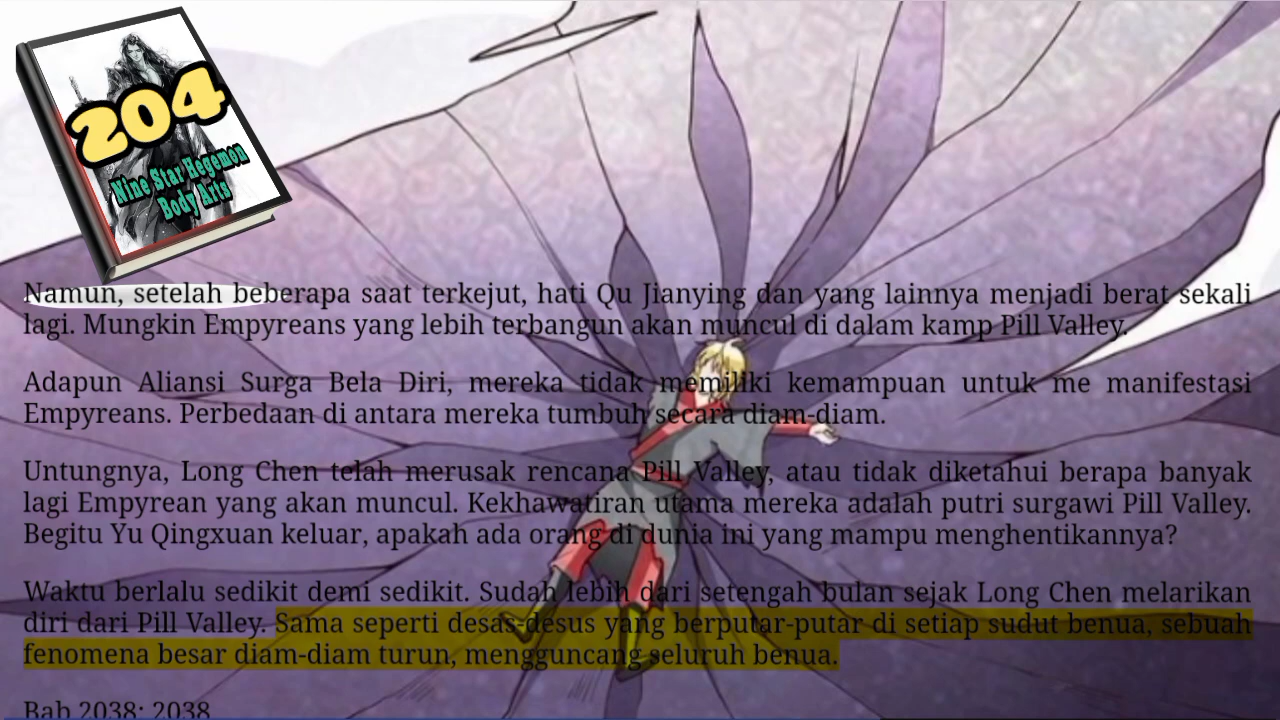 204
Nine Star Hegemon
Body Arts
Namun, setelah beberapa saat terkejut, hati Qu Jianying dan yang lainnya menjadi berat sekali
lagi. Mungkin Empyreans yang lebih terbangun akan muncul di dalam kamp Pill Valley.
Adapun Aliansi Surga Bela Diri, mereka tidak memiliki kemampuan untuk me manifestasi
Empyreans. Perbedaan di antara mereka tumbuh secara diam-diam.
Untungnya, Long Chen telah merusak rencana Pill Valley, atau tidak diketahui berapa banyak
lagi Empyrean yang akan muncul. Kekhawatiran utama mereka adalah putri surgawi Pill Valley.
Begitu Yu Qingxuan keluar, apakah ada orang di dunia ini yang mampu menghentikannya?
Waktu berlalu sedikit demi sedikit. Sudah lebih dari setengah bulan sejak Long Chen melarikan
diri dari Pill Valley. Sama seperti desas-desus yang berputar-putar di setiap sudut benua, sebuah
fenomena besar diam-diam turun, mengguncang seluruh benua.
Bab 2038: 2038